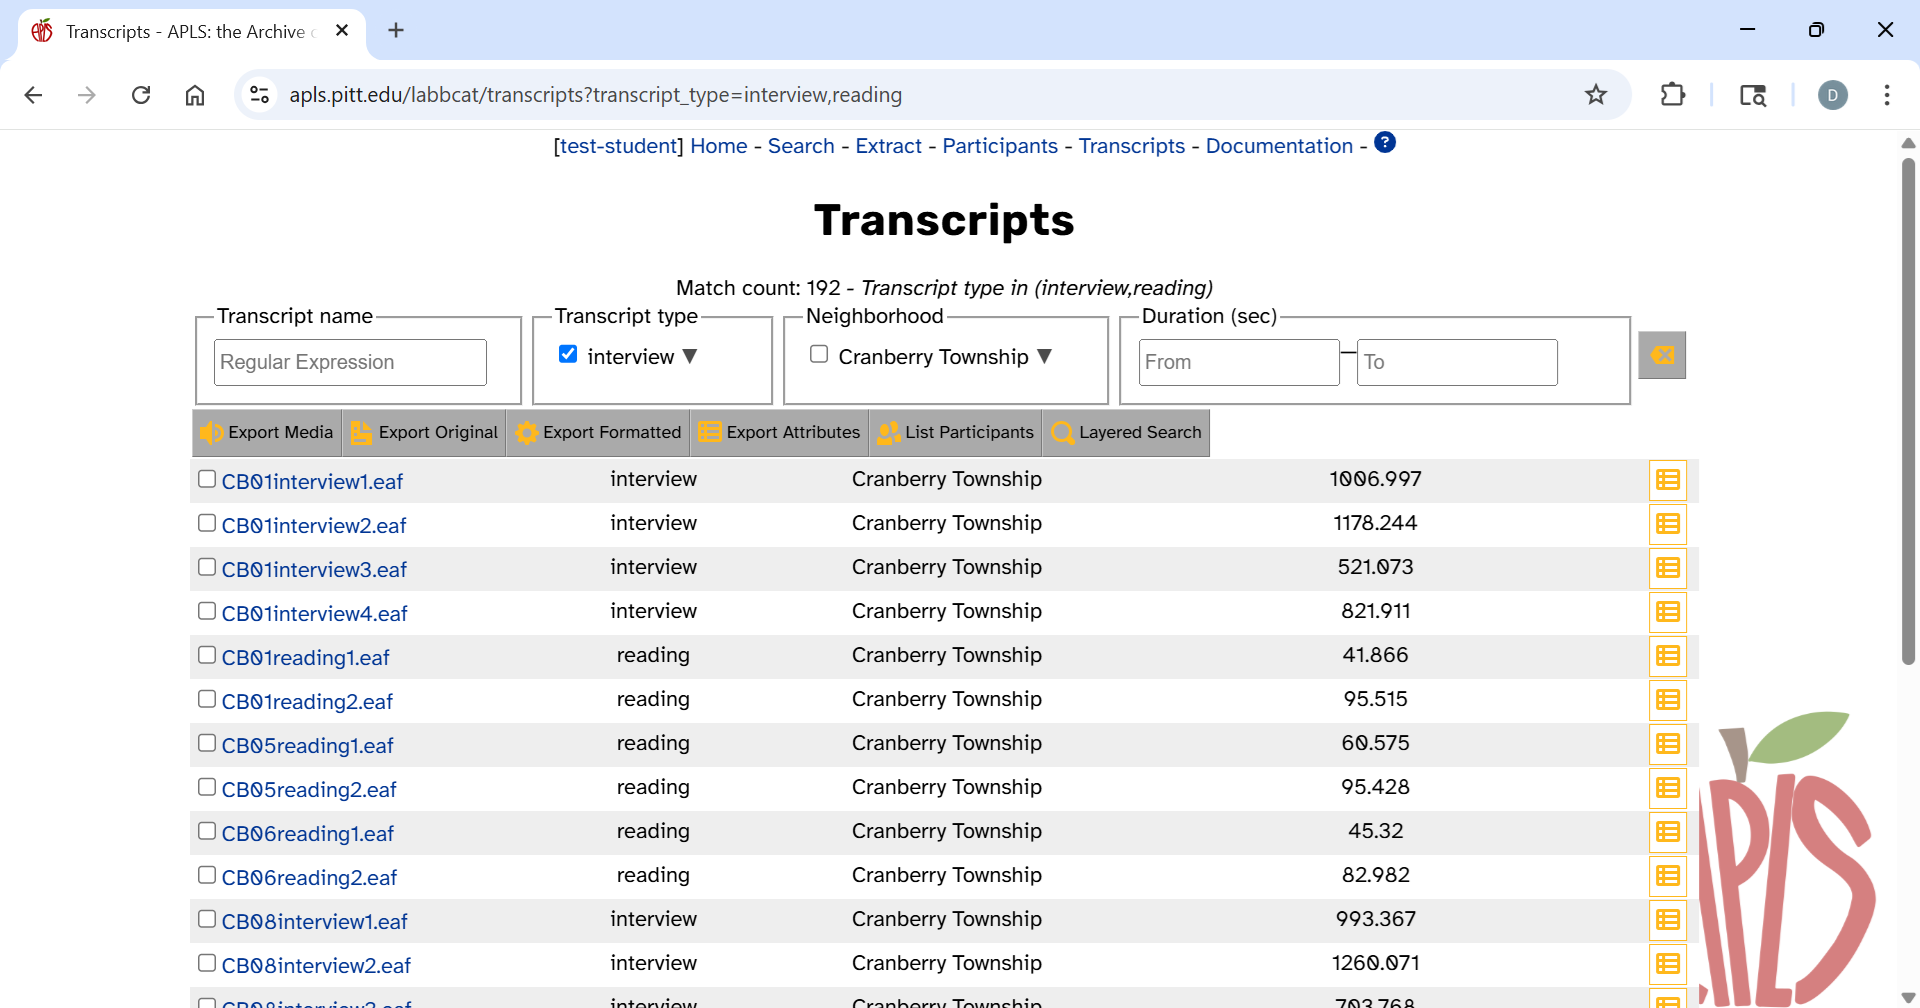 Transcripts - APLS: the Archive
apls.pitt.edu/labbcat/transcripts?transcript_type=interview,reading
D
[test-student] Home - Search - Extract - Participants - Transcripts - Documentation - ?
Transcripts
Match count: 192 - Transcript type in (interview,reading)
Transcript name Transcript type Neighborhood Duration (sec)
Regular Expression interview ▼ Cranberry Township ▼ From – To
Export Media Export Original Export Formatted Export Attributes List Participants Layered Search
CB01interview1.eaf interview Cranberry Township 1006.997
CB01interview2.eaf interview Cranberry Township 1178.244
CB01interview3.eaf interview Cranberry Township 521.073
CB01interview4.eaf interview Cranberry Township 821.911
CB01reading1.eaf reading Cranberry Township 41.866
CB01reading2.eaf reading Cranberry Township 95.515
CB05reading1.eaf reading Cranberry Township 60.575
CB05reading2.eaf reading Cranberry Township 95.428
CB06reading1.eaf reading Cranberry Township 45.32
CB06reading2.eaf reading Cranberry Township 82.982
CB08interview1.eaf interview Cranberry Township 993.367
CB08interview2.eaf interview Cranberry Township 1260.071
CB08interview3.eaf interview Cranberry Township 703.768
APLS